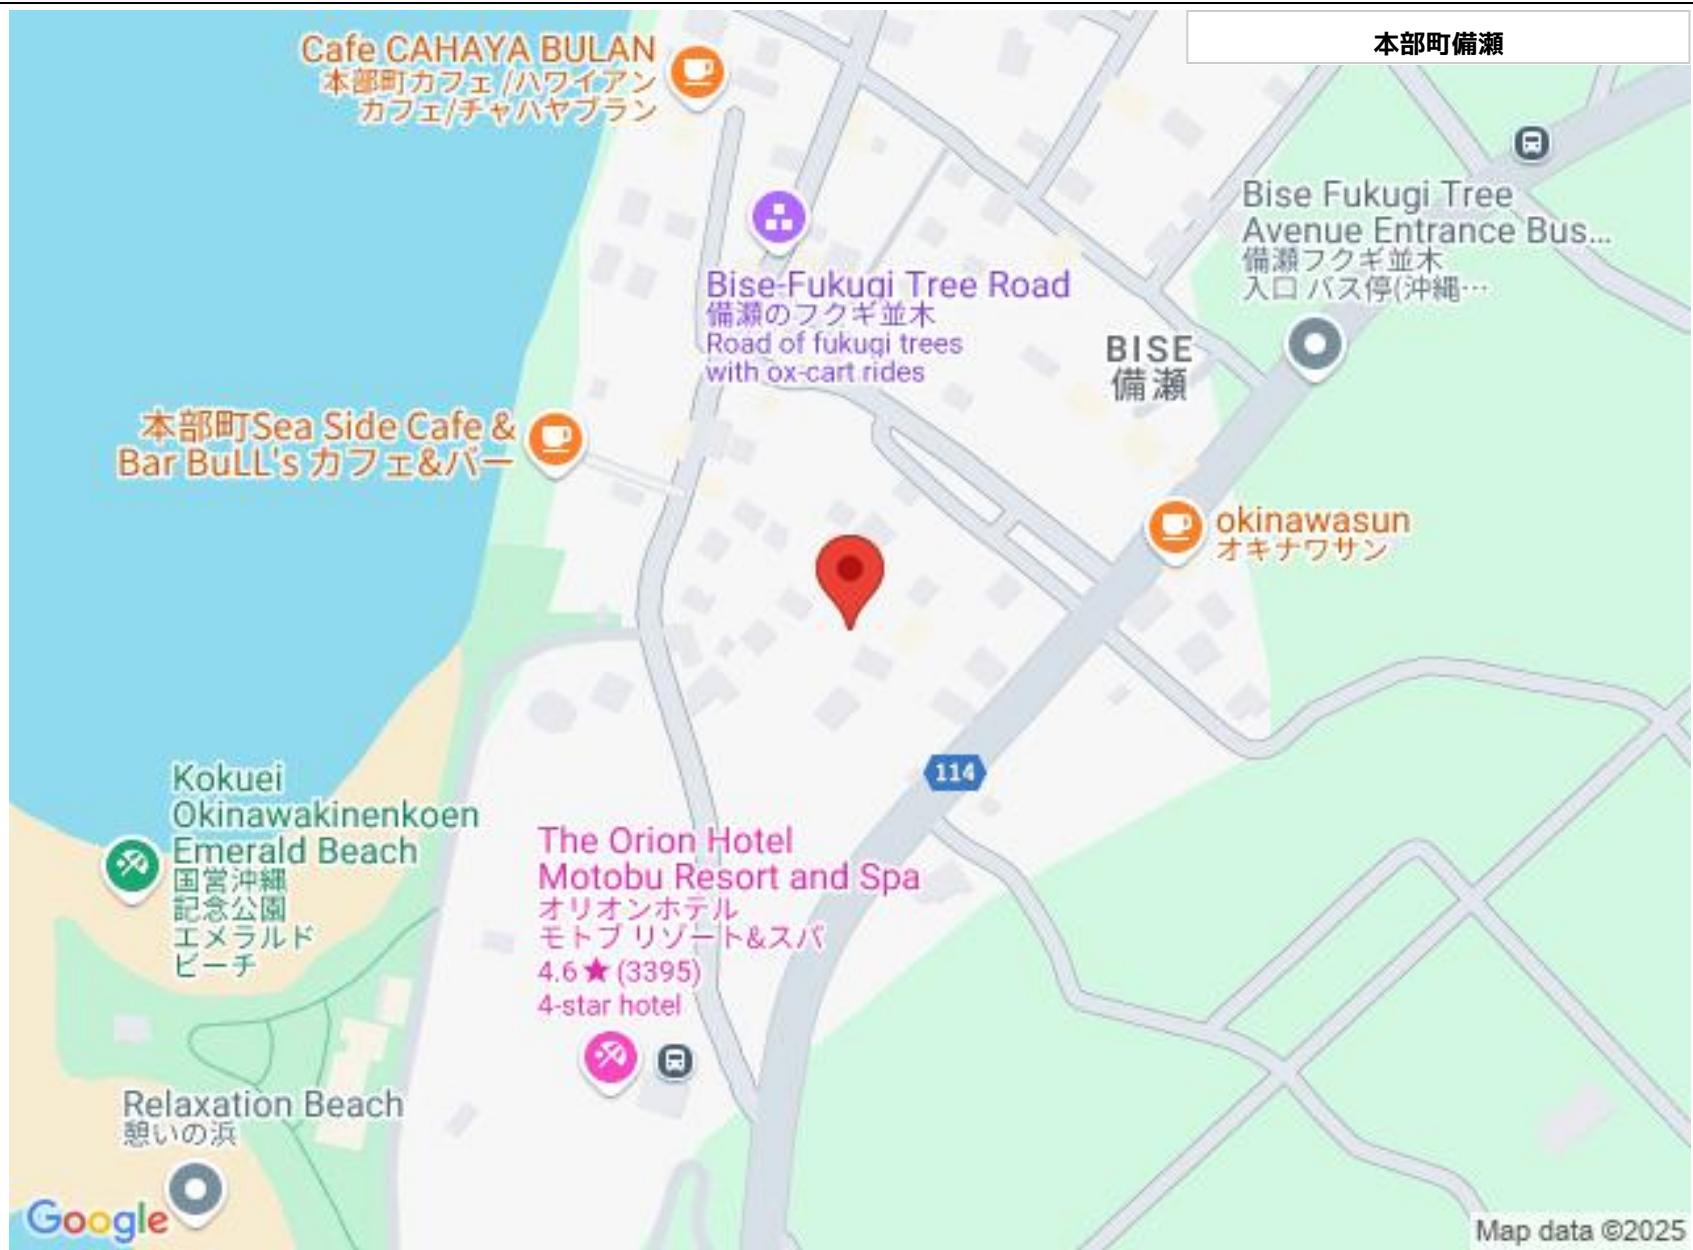 本部町備瀬
Cafe CAHAYA BULAN
本部町カフェ /ハワイアン
カフェ/チャハヤブラン
Bise Fukugi Tree
Avenue Entrance Bus...
備瀬フクギ並木
入口 バス停(沖縄…
Bise-Fukugi Tree Road
備瀬のフクギ並木
Road of fukugi trees
with ox-cart rides
BISE
備瀬
本部町Sea Side Cafe &
Bar BuLL's カフェ&バー
okinawasun
オキナワサン
114
Kokuei
Okinawakinenkoen
Emerald Beach
国営沖縄
記念公園
エメラルド
ビーチ
The Orion Hotel
Motobu Resort and Spa
オリオンホテル
モトブ リゾート&スパ
4.6 ★ (3395)
4-star hotel
Relaxation Beach
憩いの浜
Google
Map data ©2025